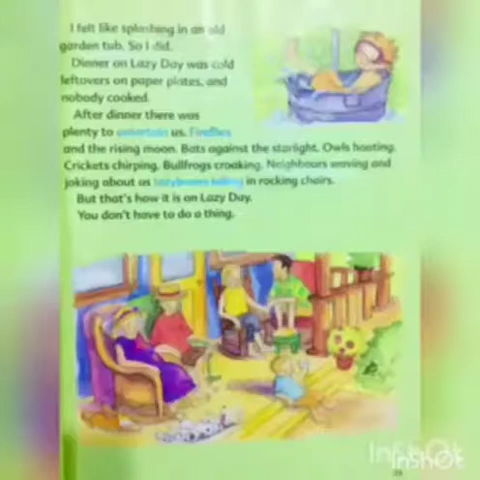 I felt like splashing in an old
garden tub. So I did.
Dinner on Lazy Day was cold
leftovers on paper plates, and
nobody cooked.
After dinner there was
plenty to entertain us. Fireflies
and the rising moon. Bats against the starlight. Owls hooting.
Crickets chirping. Bullfrogs croaking. Neighbours waving and
joking about us lazybones lolling in rocking chairs.
But that's how it is on Lazy Day.
You don't have to do a thing.
InShOt
InShOt